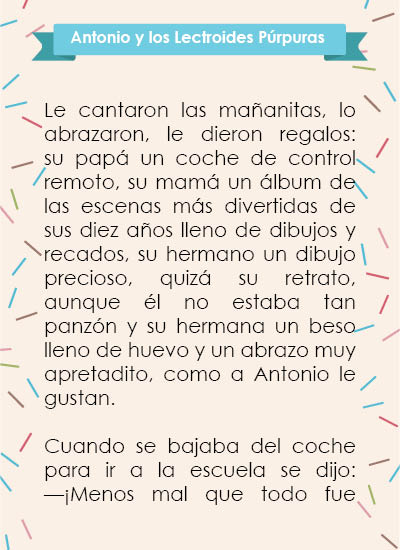 Antonio y los Lectroides Púrpuras
Le cantaron las mañanitas, lo
abrazaron, le dieron regalos:
su papá un coche de control
remoto, su mamá un álbum de
las escenas más divertidas de
sus diez años lleno de dibujos y
recados, su hermano un dibujo
precioso, quizá su retrato,
aunque él no estaba tan
panzón y su hermana un beso
lleno de huevo y un abrazo muy
apretadito, como a Antonio le
gustan.
Cuando se bajaba del coche
para ir a la escuela se dijo:
—¡Menos mal que todo fue